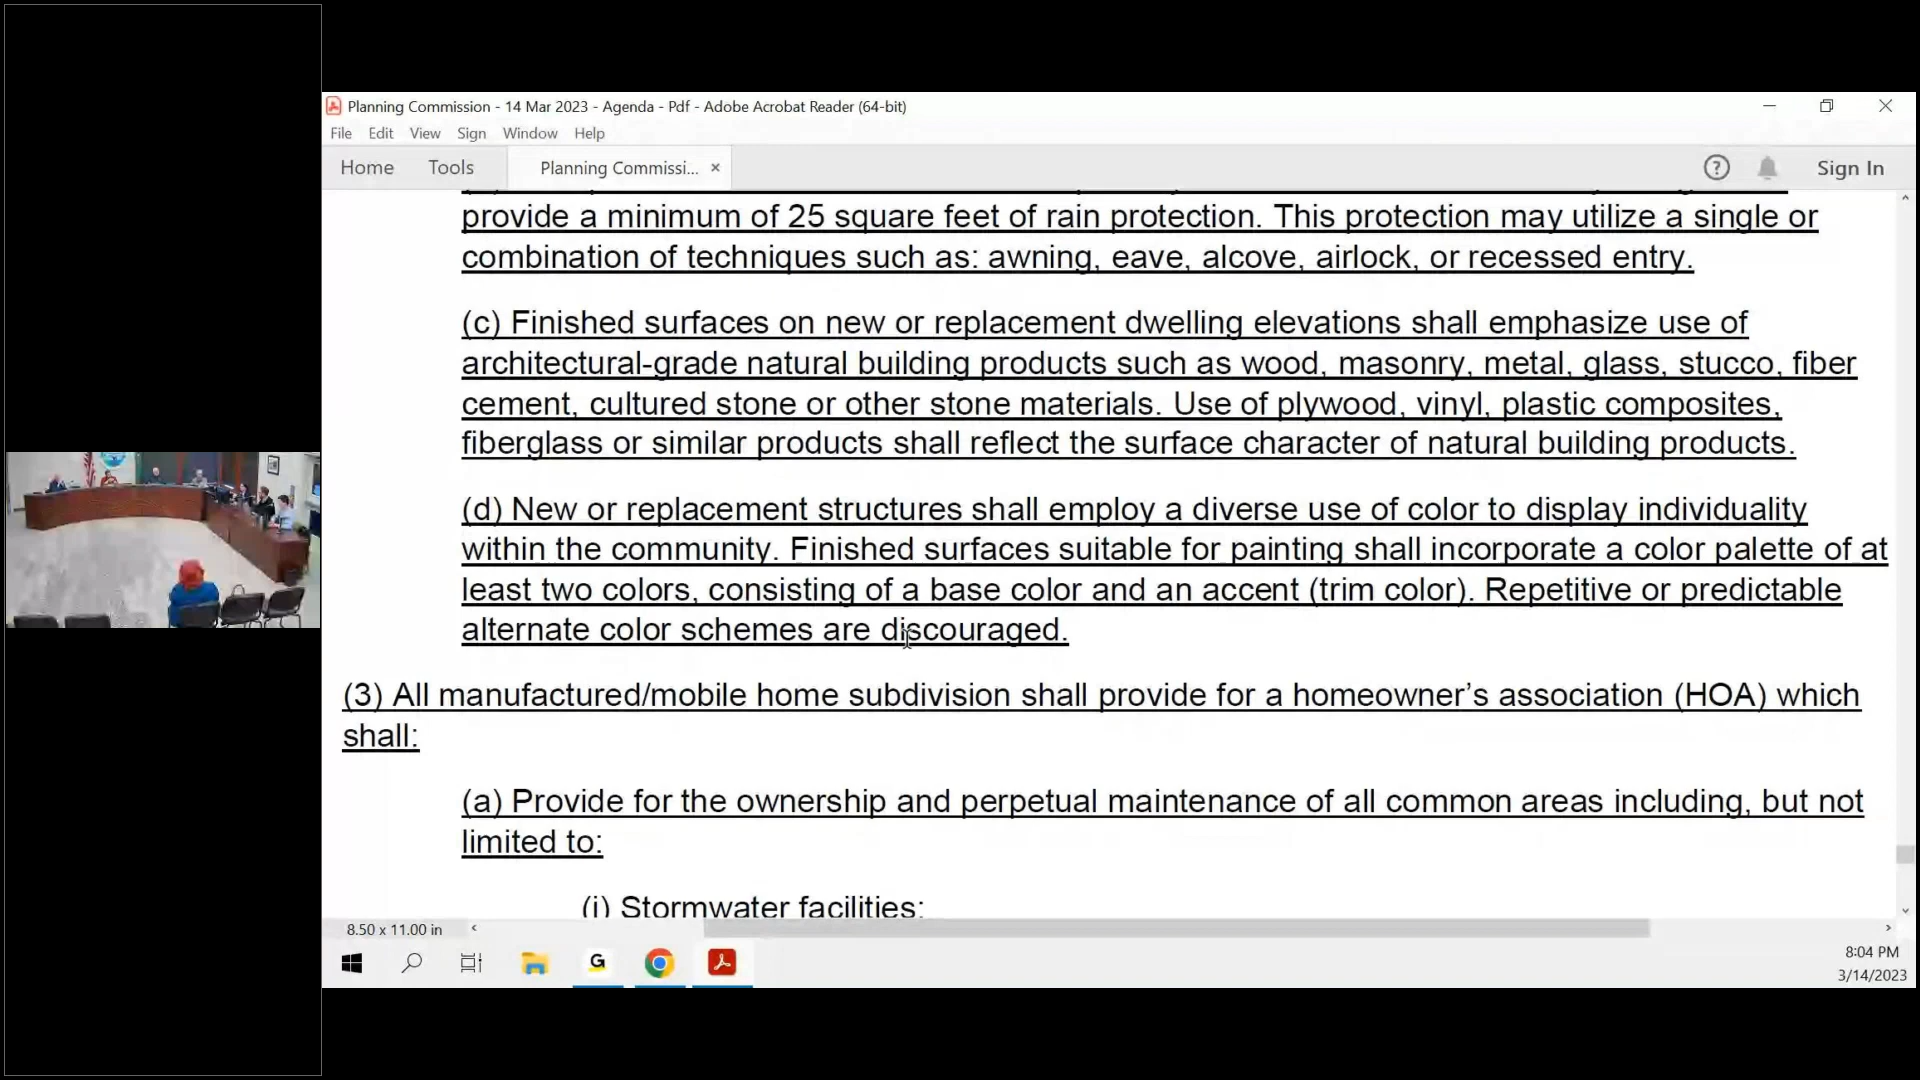 Planning Commission - 14 Mar 2023 - Agenda - Pdf - Adobe Acrobat Reader (64-bit)
File Edit View Sign Window Help
Home Tools Planning Commissi... × Sign In
provide a minimum of 25 square feet of rain protection. This protection may utilize a single or
combination of techniques such as: awning, eave, alcove, airlock, or recessed entry.
(c) Finished surfaces on new or replacement dwelling elevations shall emphasize use of
architectural-grade natural building products such as wood, masonry, metal, glass, stucco, fiber
cement, cultured stone or other stone materials. Use of plywood, vinyl, plastic composites,
fiberglass or similar products shall reflect the surface character of natural building products.
(d) New or replacement structures shall employ a diverse use of color to display individuality
within the community. Finished surfaces suitable for painting shall incorporate a color palette of at
least two colors, consisting of a base color and an accent (trim color). Repetitive or predictable
alternate color schemes are discouraged.
(3) All manufactured/mobile home subdivision shall provide for a homeowner’s association (HOA) which
shall:
(a) Provide for the ownership and perpetual maintenance of all common areas including, but not
limited to:
(i) Stormwater facilities;
8.50 x 11.00 in
G
8:04 PM
3/14/2023